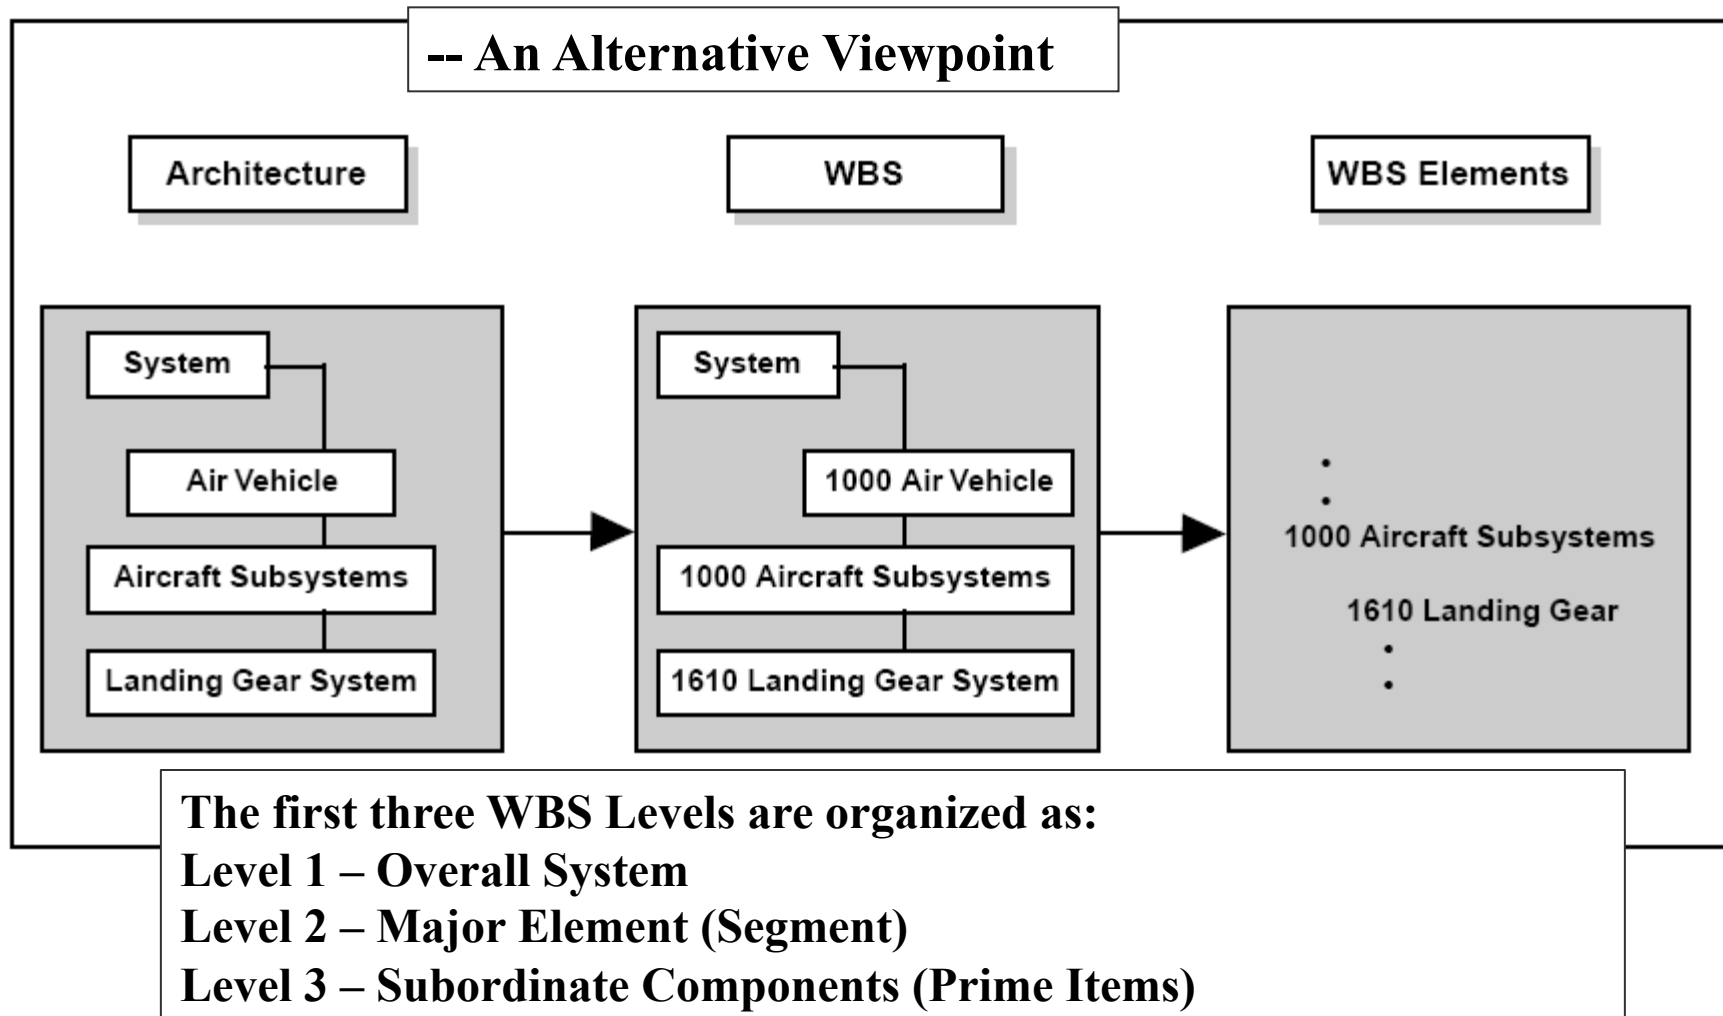 -- An Alternative Viewpoint
Architecture
WBS
WBS Elements
System
Air Vehicle
Aircraft Subsystems
Landing Gear System
System
1000 Air Vehicle
1000 Aircraft Subsystems
1610 Landing Gear System
1000 Aircraft Subsystems
1610 Landing Gear
The first three WBS Levels are organized as:
Level 1 – Overall System
Level 2 – Major Element (Segment)
Level 3 – Subordinate Components (Prime Items)